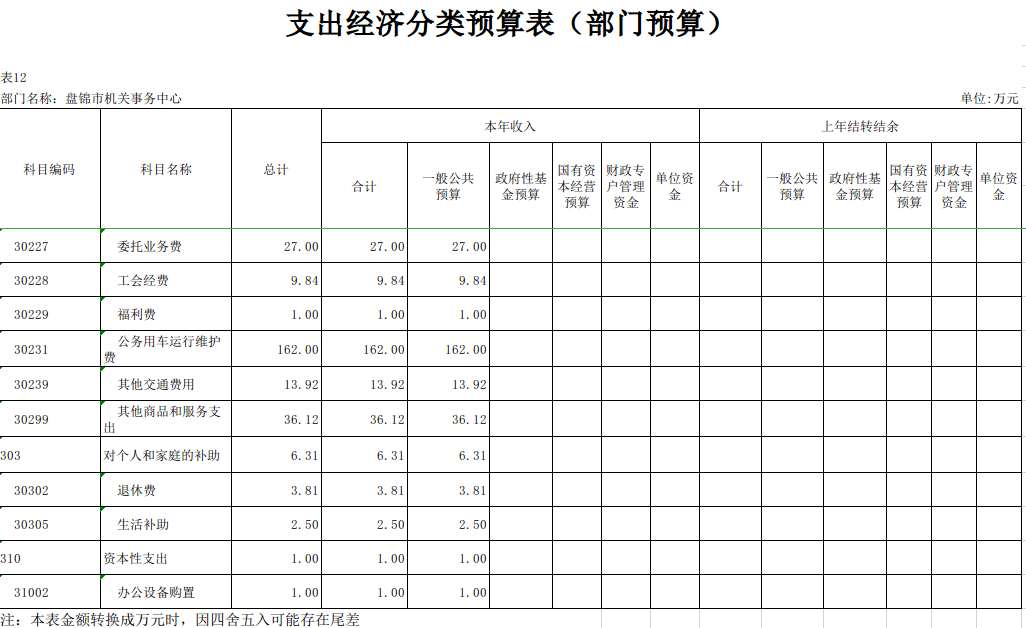 支出经济分类预算表（部门预算）
表12
部门名称：盘锦市机关事务中心 单位:万元
科目编码 科目名称 总计 本年收入 上年结转结余
合计 一般公共预算 政府性基金预算 国有资本经营预算 财政专户管理资金 单位资金 合计 一般公共预算 政府性基金预算 国有资本经营预算 财政专户管理资金 单位资金
30227 委托业务费 27.00 27.00 27.00
30228 工会经费 9.84 9.84 9.84
30229 福利费 1.00 1.00 1.00
30231 公务用车运行维护费 162.00 162.00 162.00
30239 其他交通费用 13.92 13.92 13.92
30299 其他商品和服务支出 36.12 36.12 36.12
303 对个人和家庭的补助 6.31 6.31 6.31
30302 退休费 3.81 3.81 3.81
30305 生活补助 2.50 2.50 2.50
310 资本性支出 1.00 1.00 1.00
31002 办公设备购置 1.00 1.00 1.00
注：本表金额转换成万元时，因四舍五入可能存在尾差